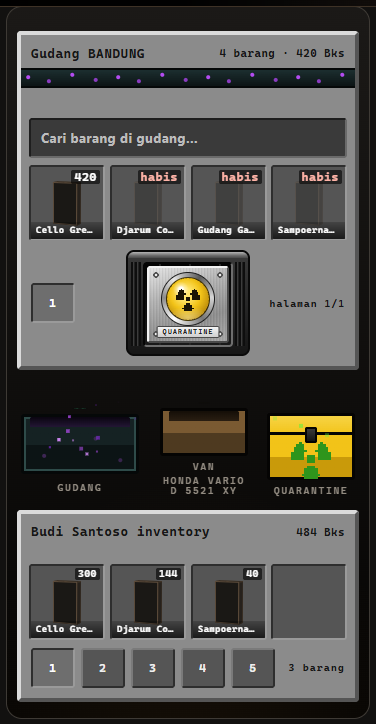 Gudang BANDUNG
4 barang · 420 Bks
Cari barang di gudang...
420
habis
habis
habis
Cello Gre…
Djarum Co…
Gudang Ga…
Sampoerna…
1
QUARANTINE
halaman 1/1
GUDANG
VAN
HONDA VARIO
D 5521 XY
QUARANTINE
Budi Santoso inventory
484 Bks
300
144
40
Cello Gre…
Djarum Co…
Sampoerna…
1
2
3
4
5
3 barang